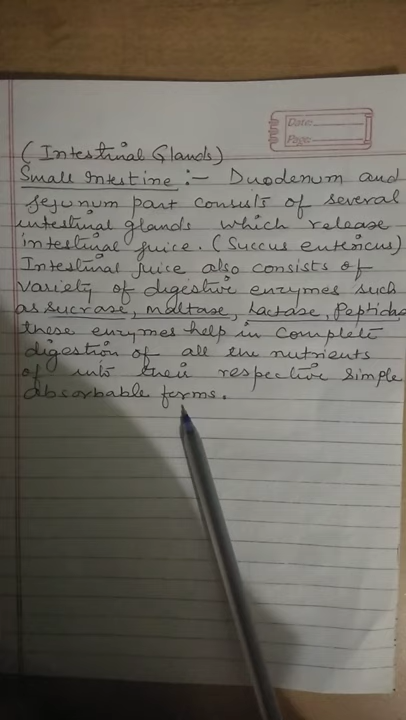 Date:
Page:
(Intestinal Glands)
Small intestine :- Duodenum and
jejunum part consists of several
intestinal glands which release
intestinal juice. (Succus entericus)
Intestinal juice also consists of
variety of digestive enzymes such
as sucrase, maltase, Lactase, Peptidas
these enzymes help in complete
digestion of all the nutrients
of into their respective simple
absorbable forms.